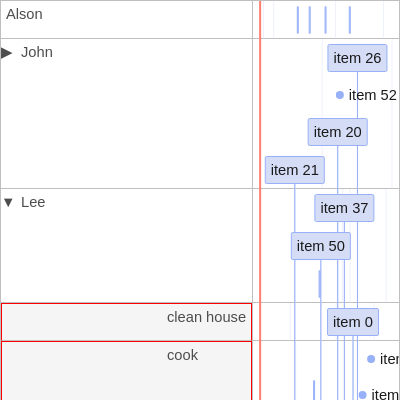 Alson
▶ John
item 26
item 52
item 20
item 21
▼ Lee
item 37
item 50
clean house
item 0
cook
item